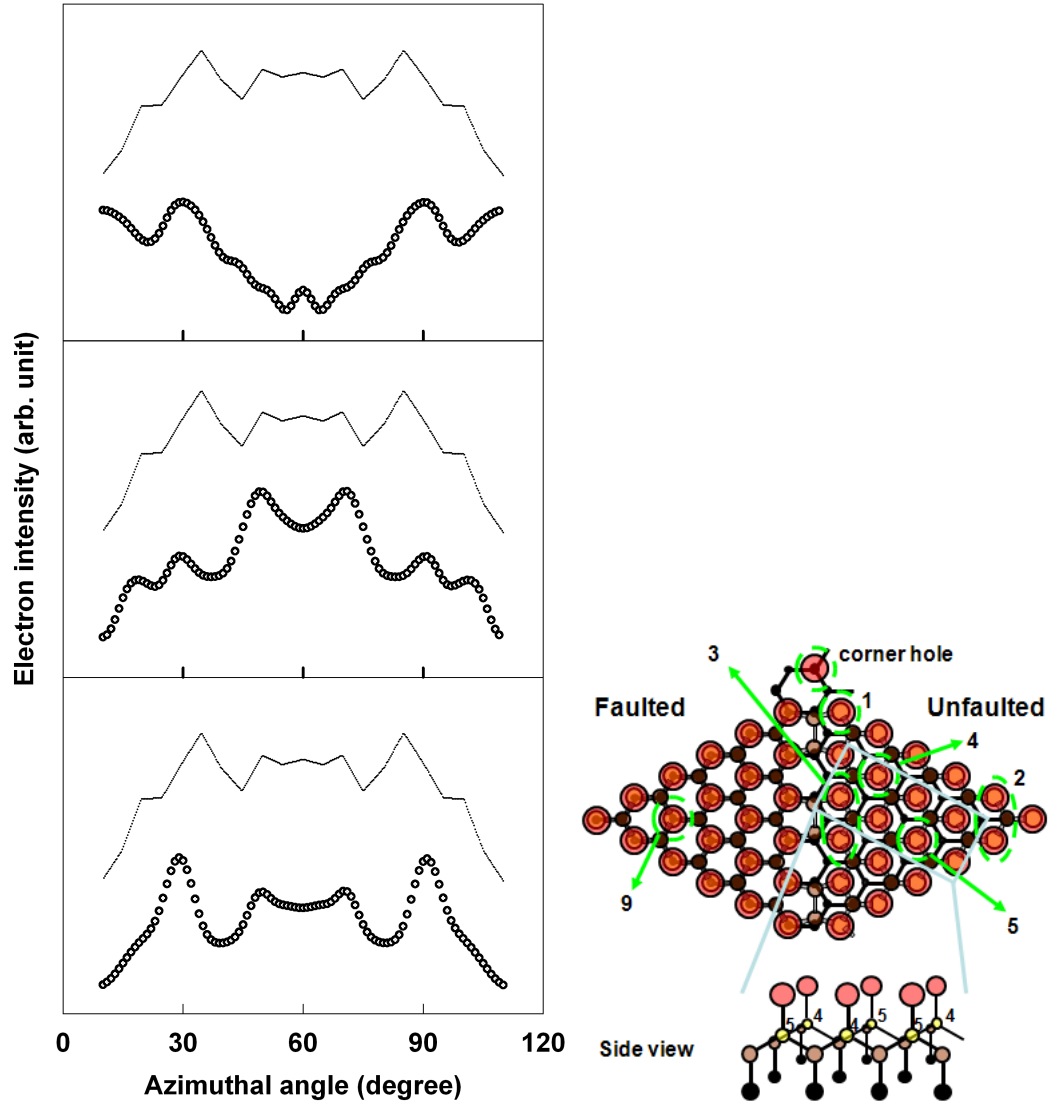 Electron intensity (arb. unit)
0 30 60 90 120
Azimuthal angle (degree)
3
corner hole
1
Faulted
Unfaulted
4
2
9
5
5 4 4 5 5 4
Side view